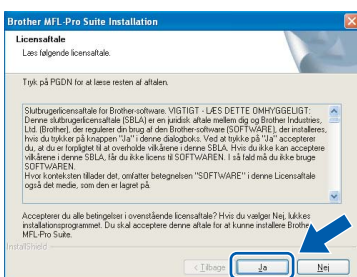 Brother MFL-Pro Suite Installation
Licensaftale
Læs følgende licensaftale.
Tryk på PGDN for at læse resten af aftalen.
Slutbrugerlicensaftale for Brother-software. VIGTIGT - LÆS DETTE OMHYGGELIGT:
Denne slutbrugerlicensaftale (SBLA) er en juridisk aftale mellem dig og Brother Industries,
Ltd. (Brother), der regulerer din brug af den Brother-software (SOFTWARE), der installeres,
hvis du trykker på knappen "Ja" i denne dialogboks. Ved at trykke på "Ja" accepterer
du, at du er forpligtet til at overholde vilkårene i denne SBLA. Hvis du ikke kan acceptere
vilkårene i denne SBLA, får du ikke licens til SOFTWAREN. I så fald må du ikke bruge
SOFTWAREN.
Hvor konteksten tillader det, omfatter betegnelsen "SOFTWARE" i denne Licensaftale
også det medie, som den er lagret på.
Accepterer du alle betingelser i ovenstående licensaftale? Hvis du vælger Nej, lukkes
installationsprogrammet. Du skal acceptere denne aftale for at kunne installere Brother
MFL-Pro Suite.
InstallShield
< Tilbage
Ja
Nej